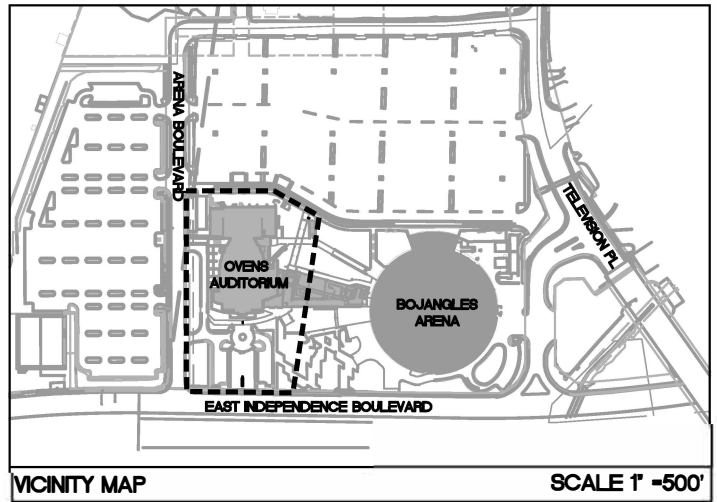 ARENA BOULEVARD
TELEVISION PL
OVENS
AUDITORIUM
BOJANGLES
ARENA
EAST INDEPENDENCE BOULEVARD
VICINITY MAP
SCALE 1" =500'